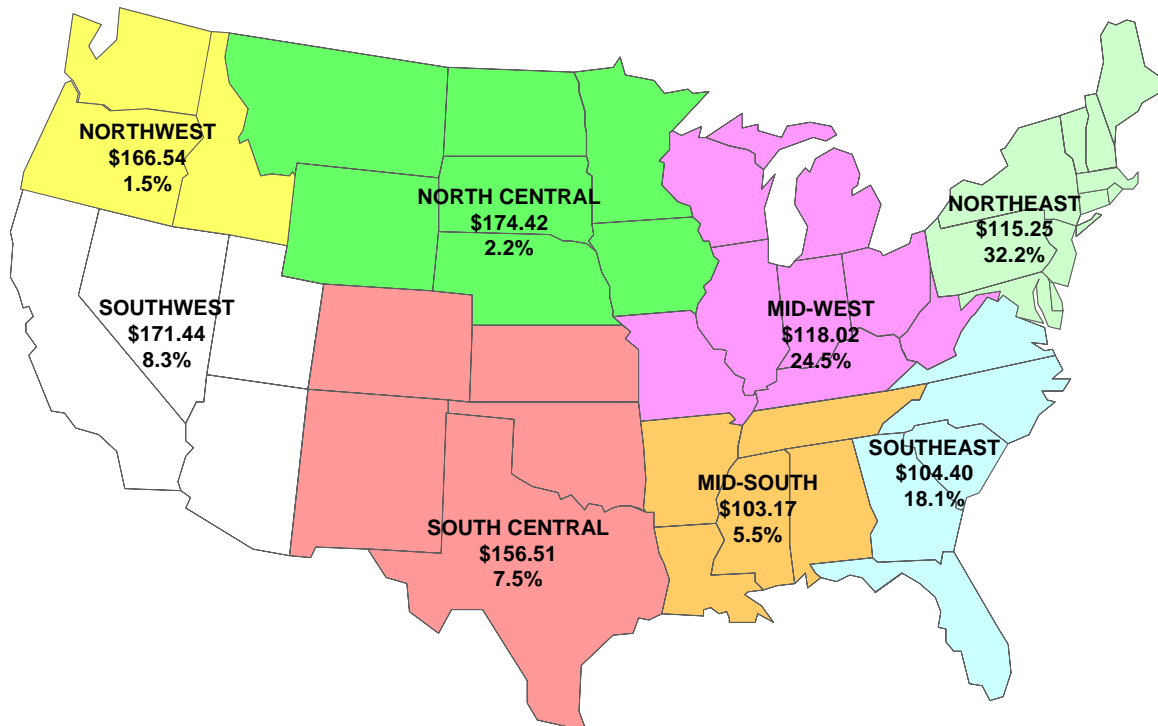 NORTHWEST
$166.54
1.5%
NORTH CENTRAL
$174.42
2.2%
NORTHEAST
$115.25
32.2%
SOUTHWEST
$171.44
8.3%
MID-WEST
$118.02
24.5%
SOUTHEAST
$104.40
18.1%
MID-SOUTH
$103.17
5.5%
SOUTH CENTRAL
$156.51
7.5%